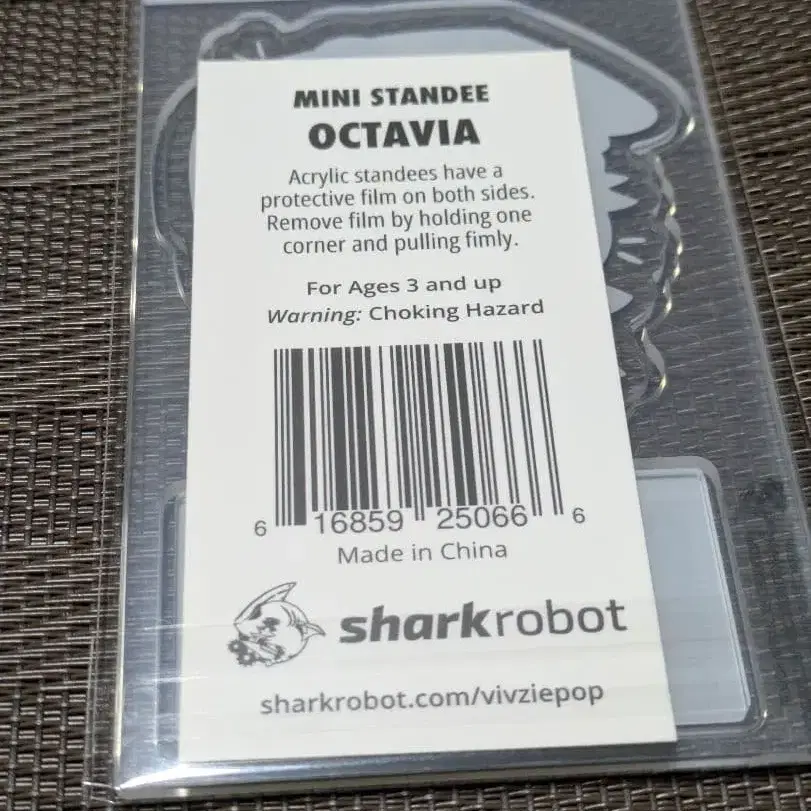 MINI STANDEE
OCTAVIA
Acrylic standees have a
protective film on both sides.
Remove film by holding one
corner and pulling fimly.
For Ages 3 and up
Warning: Choking Hazard
6 16859 25066 6
Made in China
sharkrobot
sharkrobot.com/vivziepop